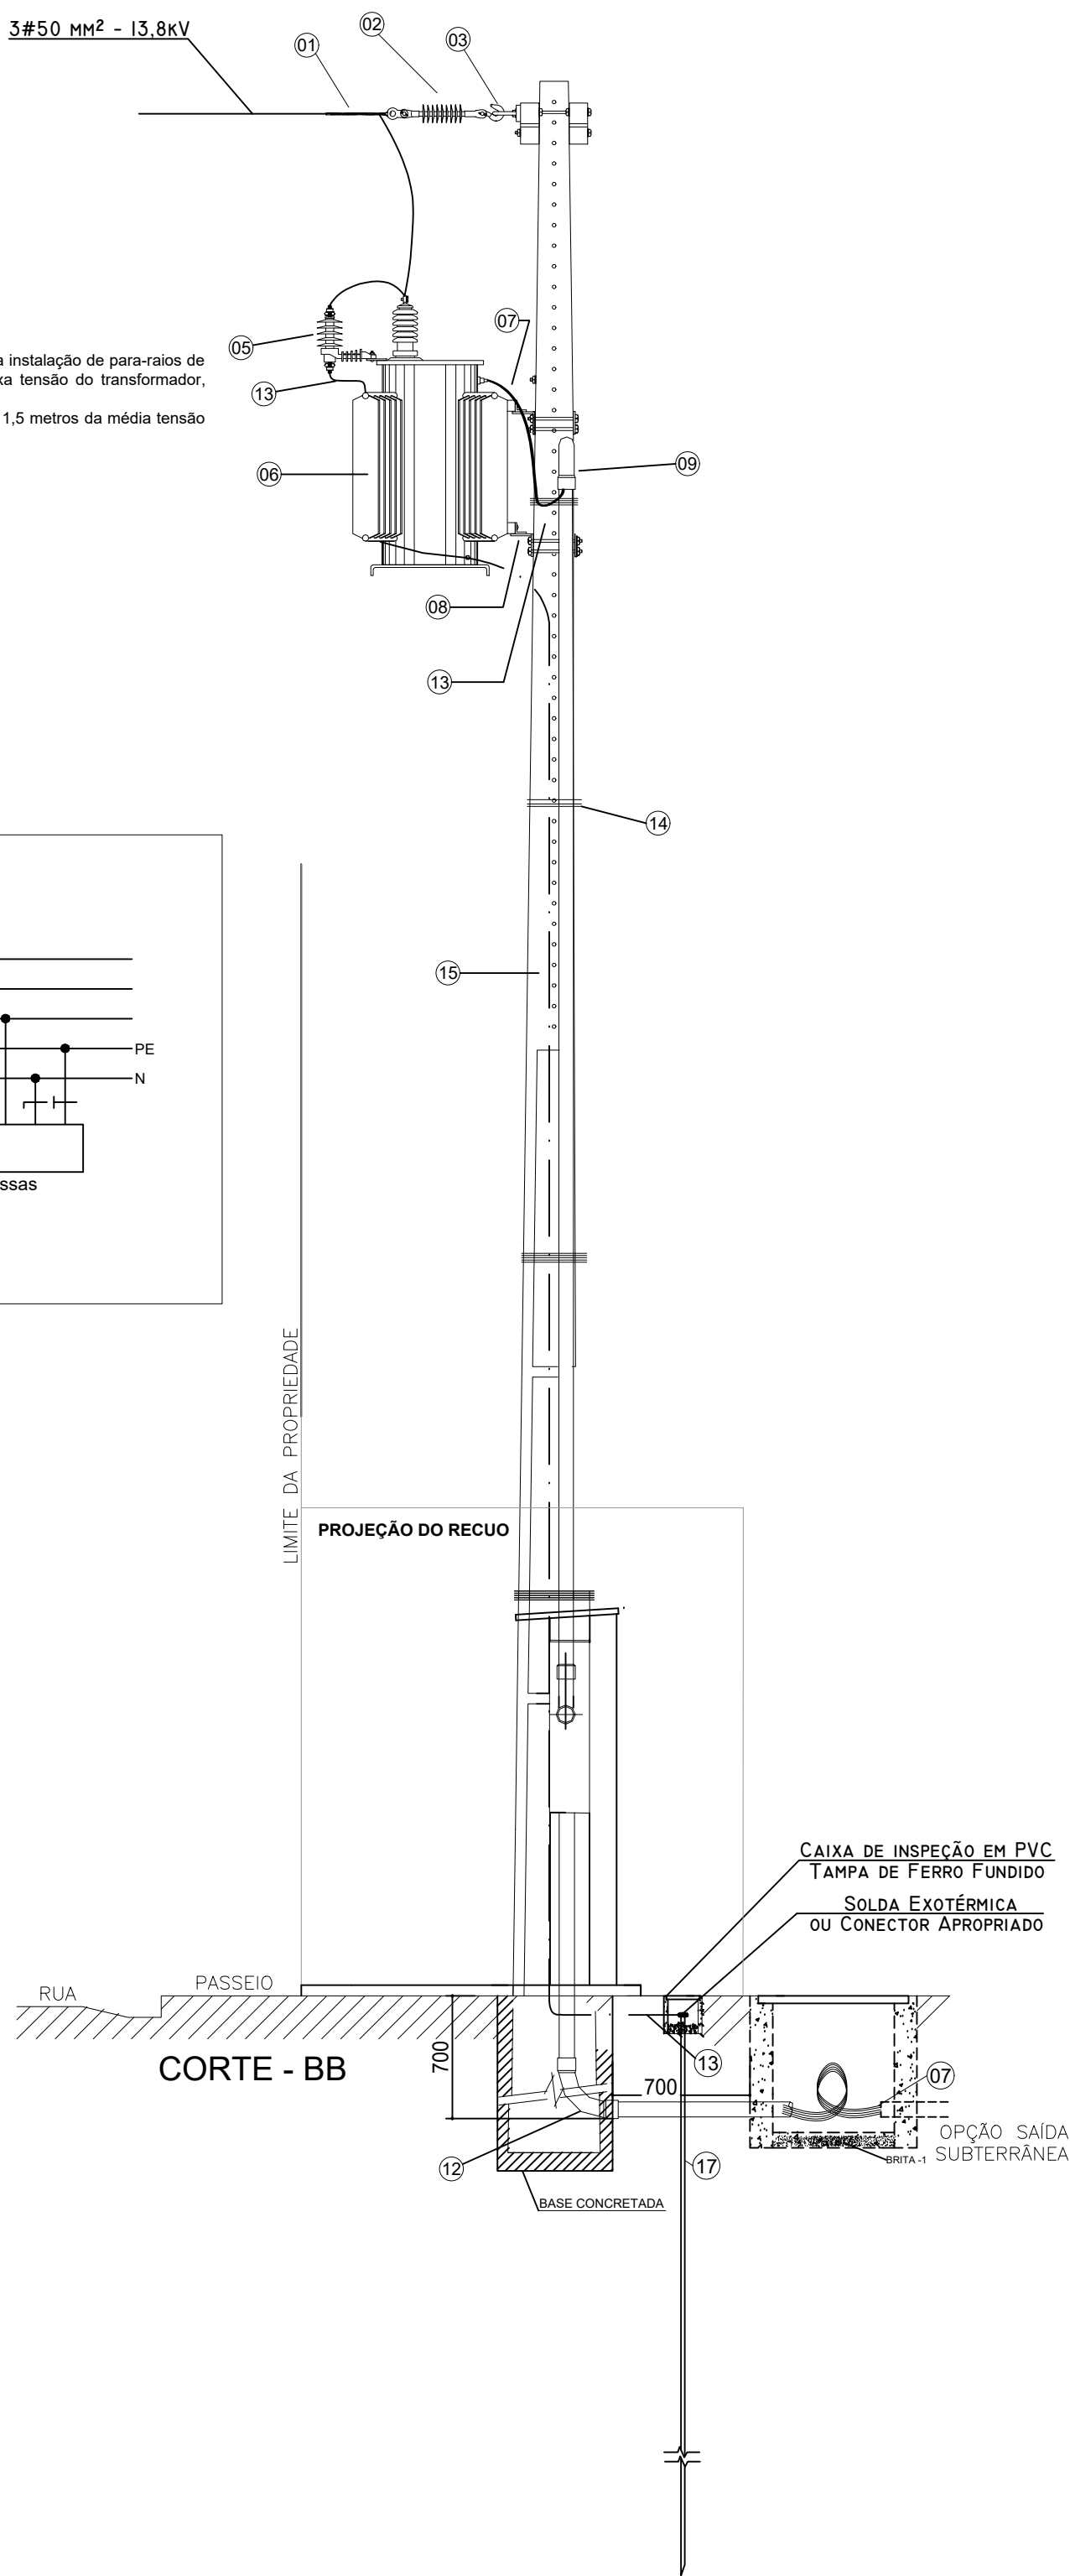 3#50 MM² - 13,8KV
01
02
03
a instalação de para-raios de
xa tensão do transformador,
1,5 metros da média tensão
05
07
13
06
09
08
13
14
15
PE
N
ssas
LIMITE DA PROPRIEDADE
PROJEÇÃO DO RECUO
CAIXA DE INSPEÇÃO EM PVC
TAMPA DE FERRO FUNDIDO
SOLDA EXOTÉRMICA
OU CONECTOR APROPRIADO
RUA
PASSEIO
CORTE - BB
700
13
700
07
OPÇÃO SAÍDA
SUBTERRÂNEA
BRITA -1
12
17
BASE CONCRETADA